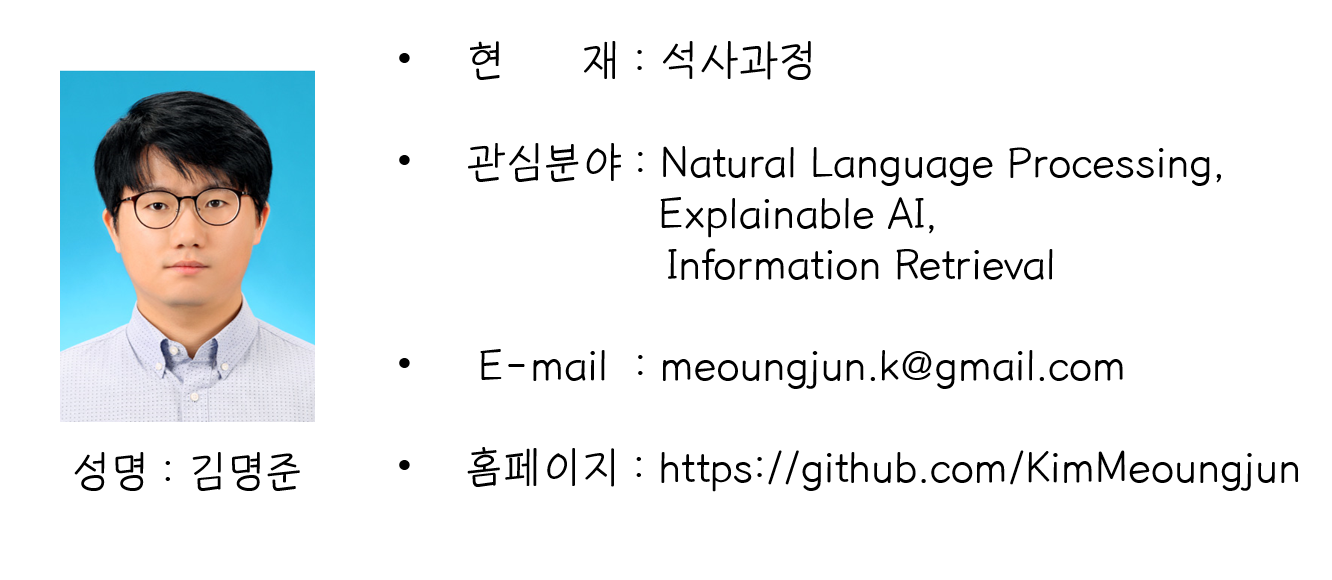 • 현 재 : 석사과정
• 관심분야 : Natural Language Processing,
Explainable AI,
Information Retrieval
• E-mail : meoungjun.k@gmail.com
• 홈페이지 : https://github.com/KimMeoungjun
성명 : 김명준